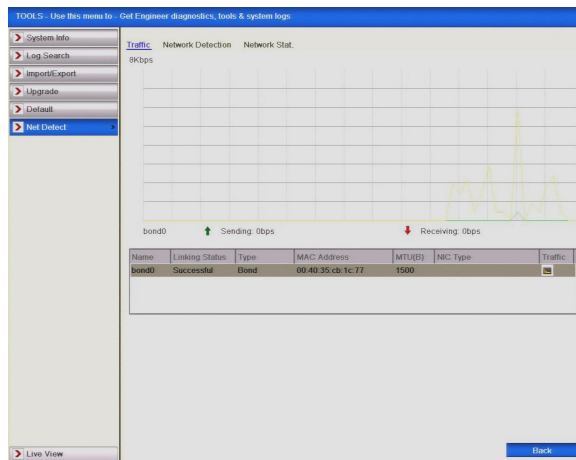 TOOLS - Use this menu to - Get Engineer diagnostics, tools & system logs
System Info
Log Search
Import/Export
Upgrade
Default
Net Detect
Live View
Traffic Network Detection Network Stat.
8Kbps
bond0 Sending: 0bps Receiving: 0bps
Name Linking Status Type MAC Address MTU(B) NIC Type Traffic
bond0 Successful Bond 00:40:35:cb:1c:77 1500
Back